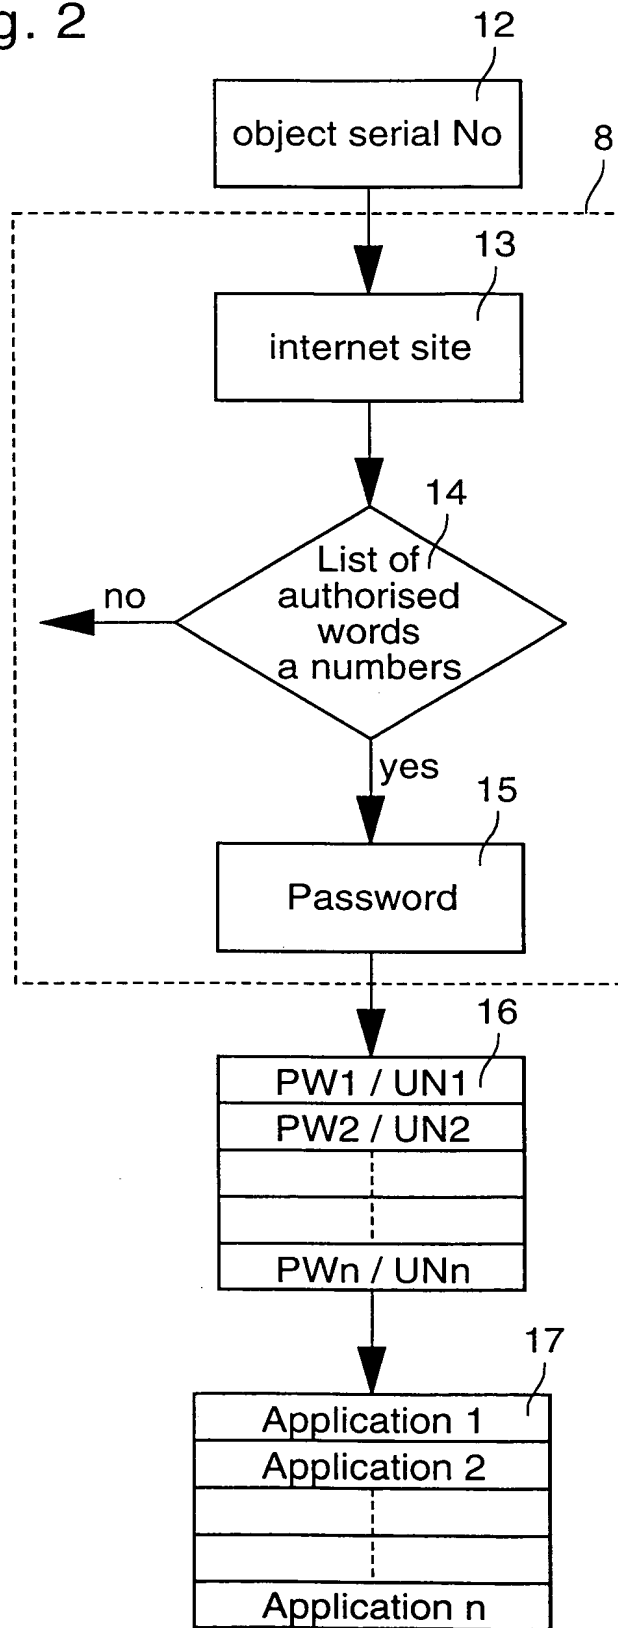 g. 2
12
object serial No
8
13
internet site
14
List of
authorised
words
a numbers
no
yes
15
Password
16
PW1 / UN1
PW2 / UN2
PWn / UNn
17
Application 1
Application 2
Application n